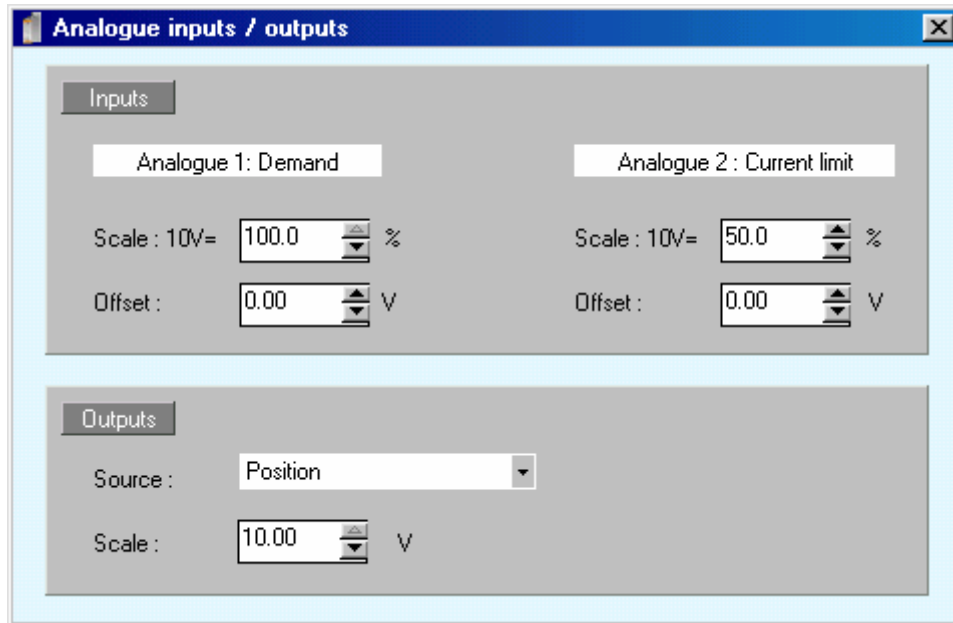 Analogue inputs / outputs
Inputs
Analogue 1: Demand
Analogue 2 : Current limit
Scale : 10V= 100.0 %
Scale : 10V= 50.0 %
Offset : 0.00 V
Offset : 0.00 V
Outputs
Source : Position
Scale : 10.00 V